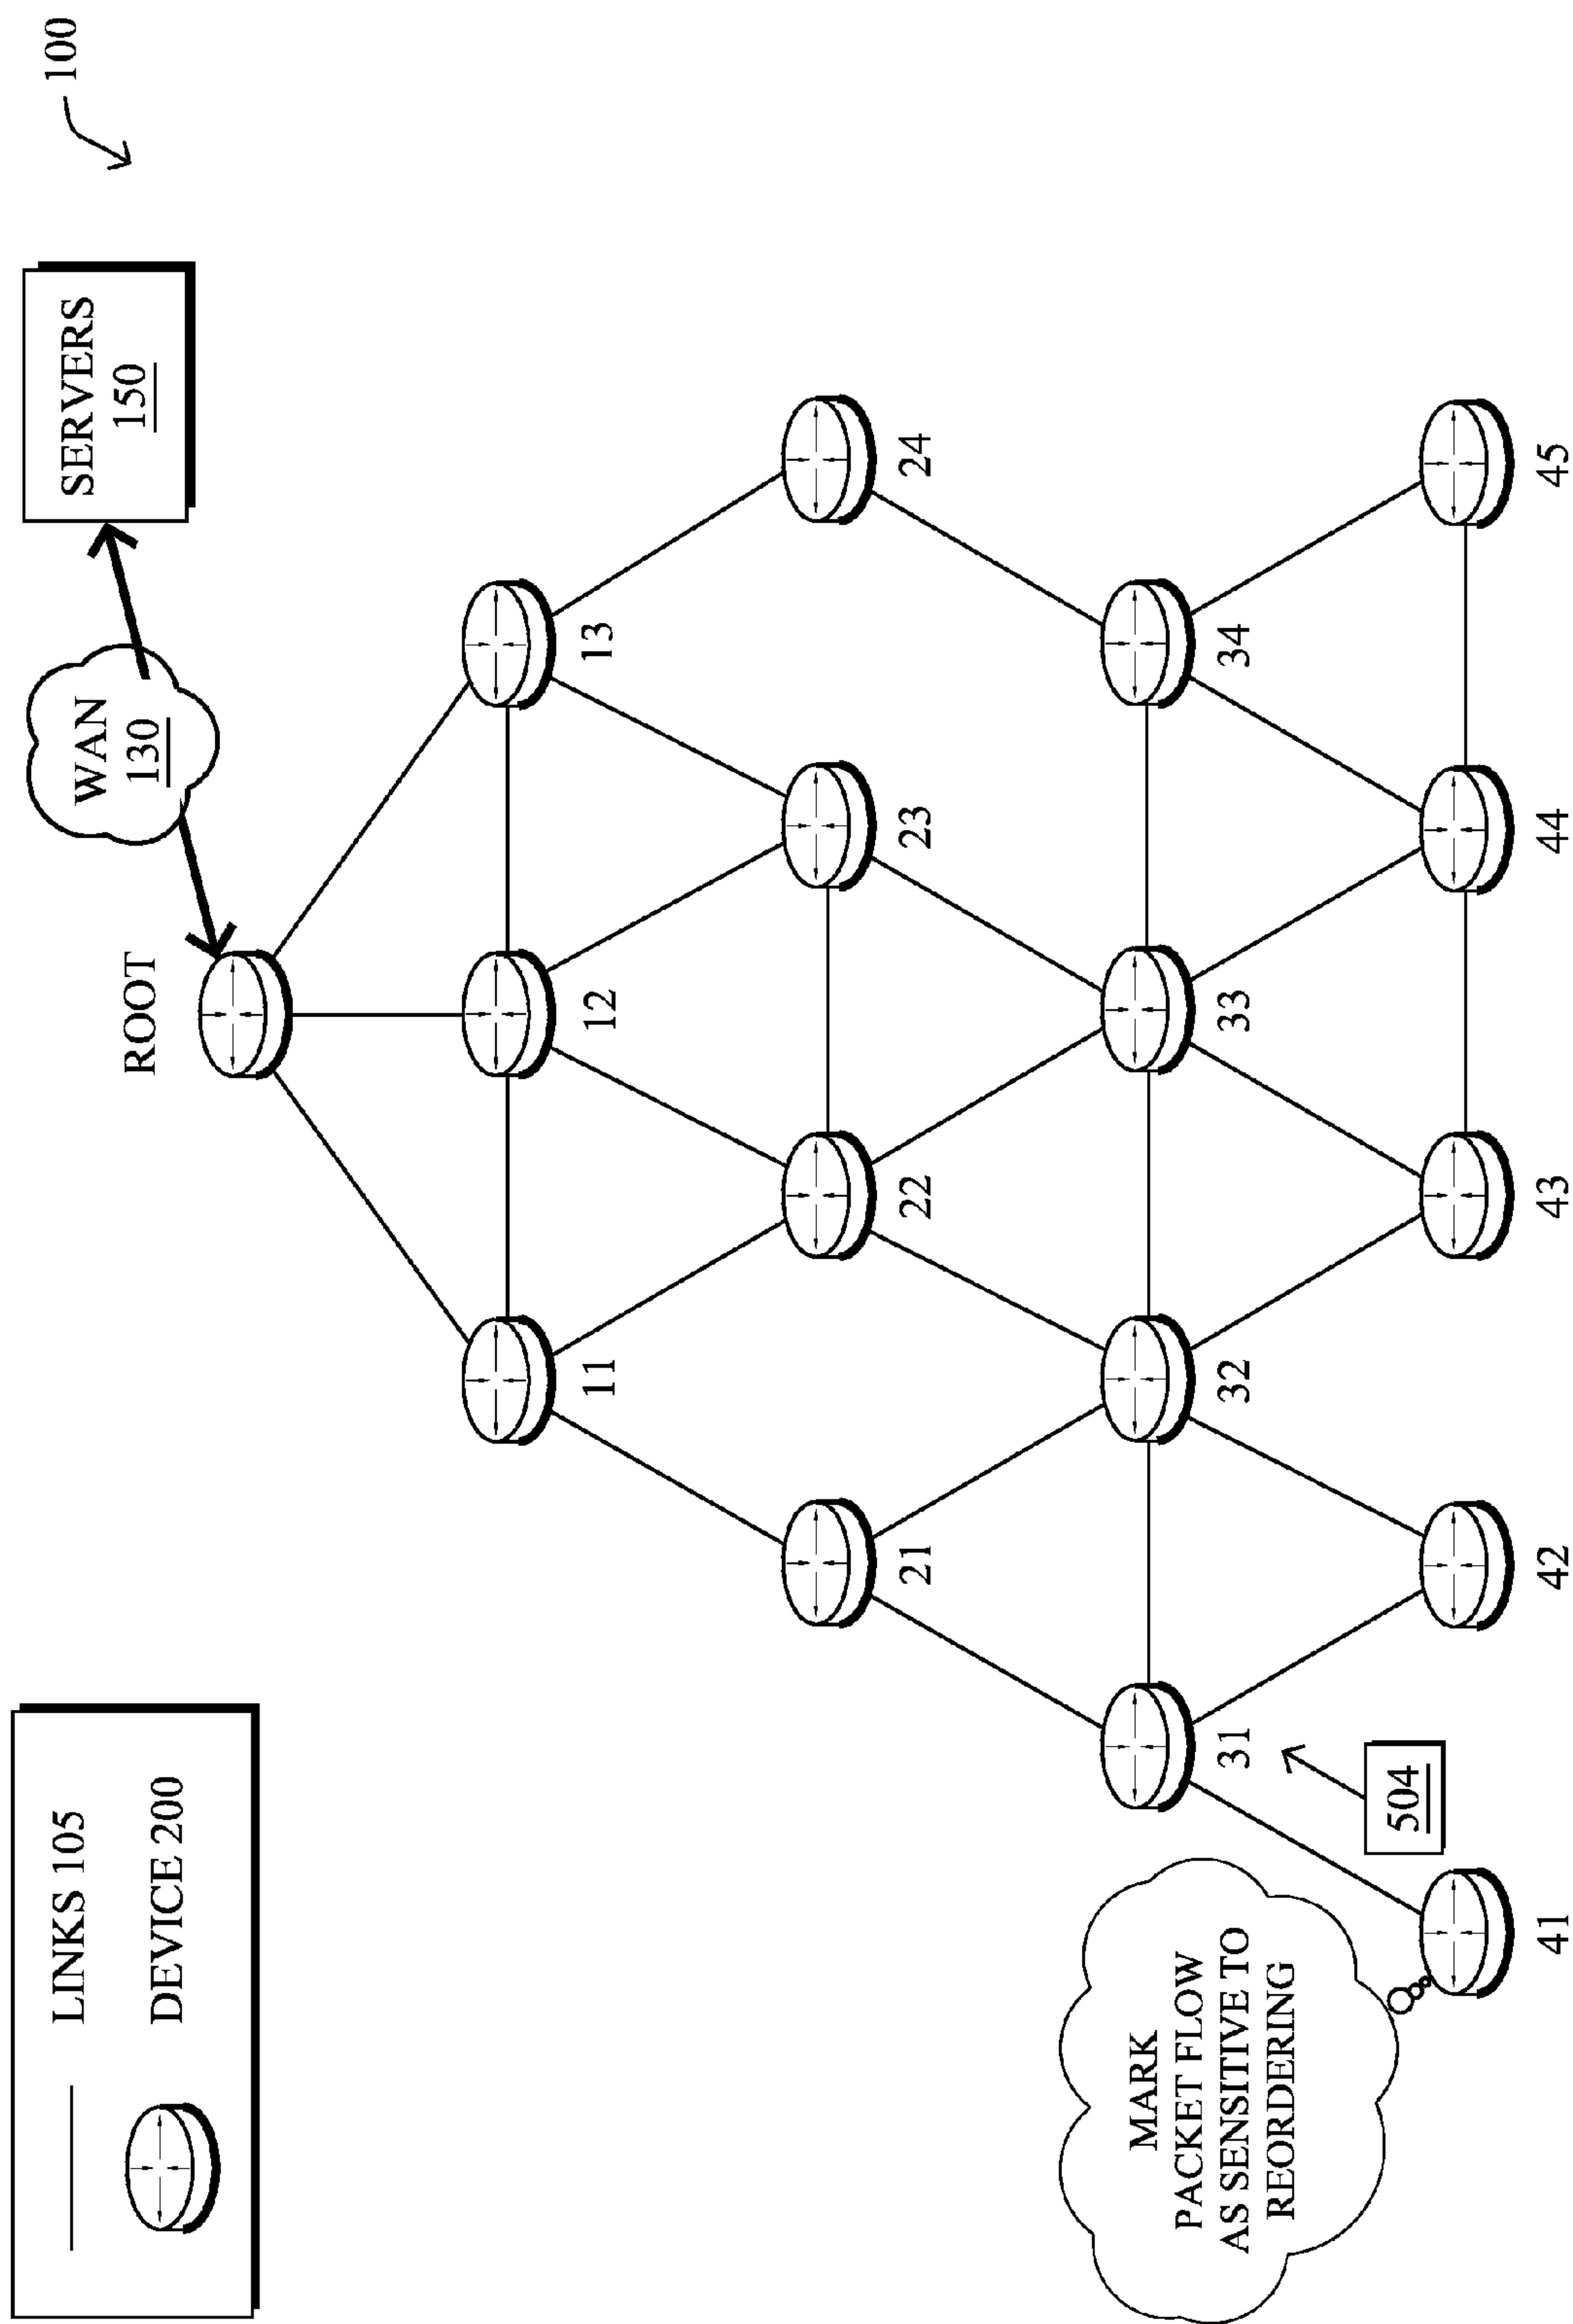 LINKS 105
DEVICE 200
ROOT
WAN
130
SERVERS
150
100
11
12
13
21
22
23
24
31
32
33
34
MARK
PACKET FLOW
AS SENSITIVE TO
REORDERING
504
41
42
43
44
45